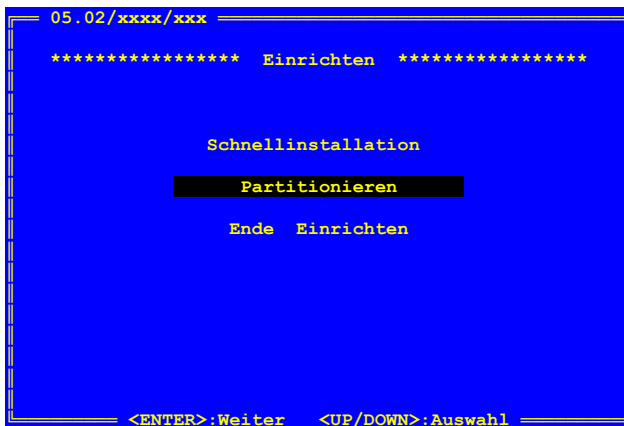 05.02/xxxx/xxx
***************** Einrichten *****************
Schnellinstallation
Partitionieren
Ende Einrichten
<ENTER>:Weiter <UP/DOWN>:Auswahl